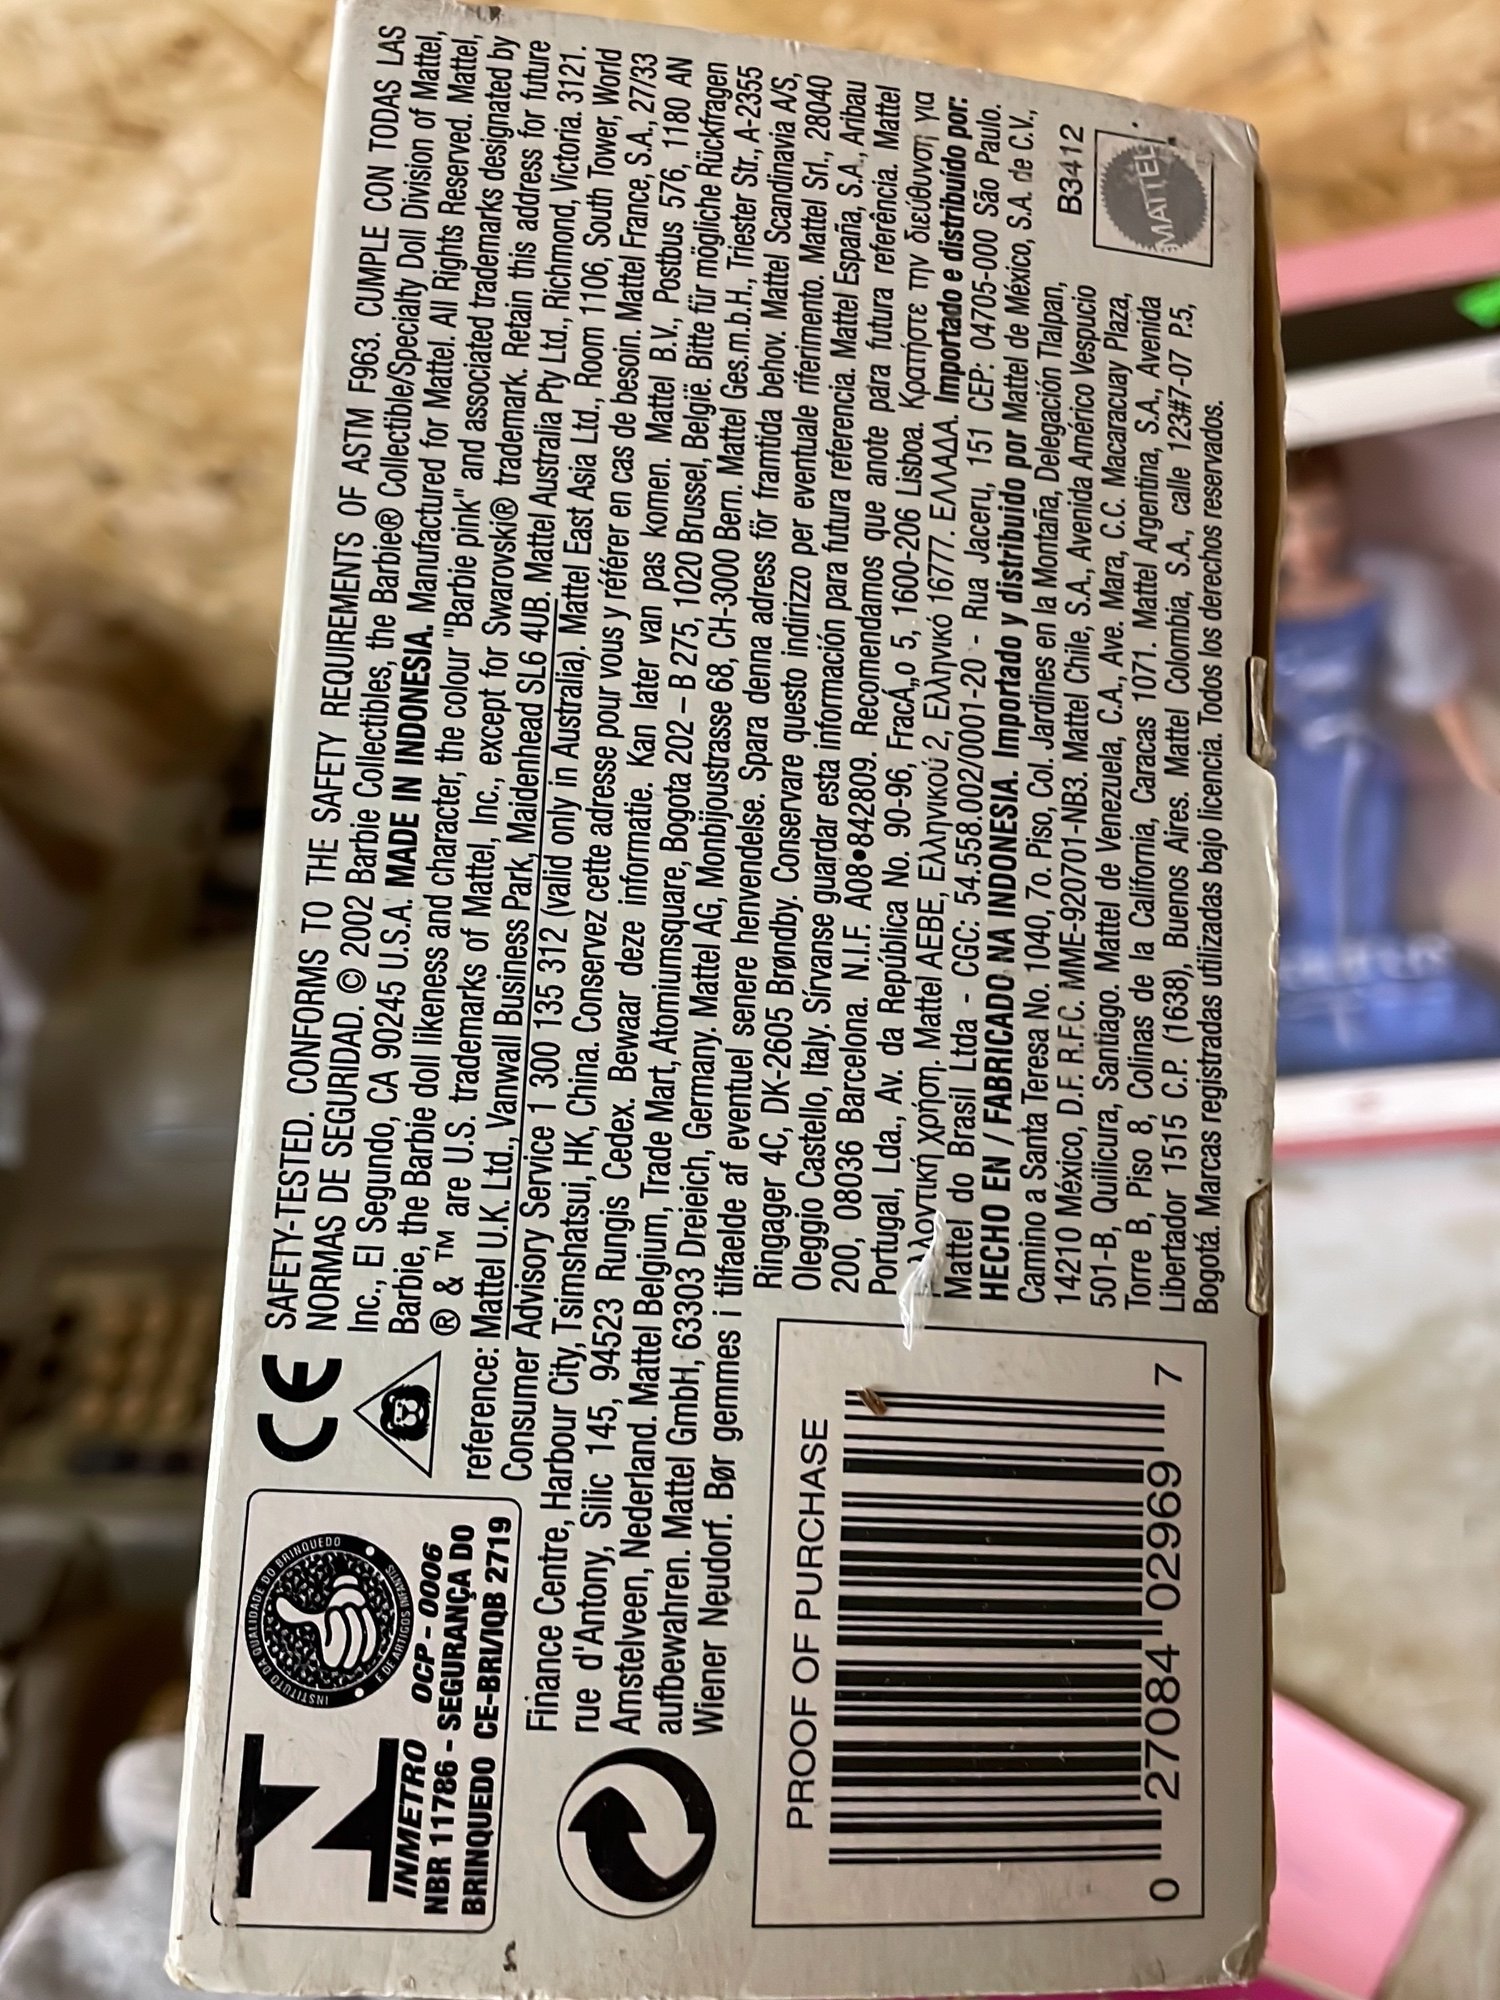 INSTITUTO DA QUALIDADE DO BRINQUEDO
E DE ARTIGOS INFANTIS
INMETRO OCP - 0006
NBR 11786 - SEGURANÇA DO
BRINQUEDO CE-BRI/IQB 2719
CE
SAFETY-TESTED. CONFORMS TO THE SAFETY REQUIREMENTS OF ASTM F963. CUMPLE CON TODAS LAS
NORMAS DE SEGURIDAD. © 2002 Barbie Collectibles, the Barbie® Collectible/Specialty Doll Division of Mattel,
Inc., El Segundo, CA 90245 U.S.A. MADE IN INDONESIA. Manufactured for Mattel. All Rights Reserved. Mattel,
Barbie, the Barbie doll likeness and character, the colour "Barbie pink" and associated trademarks designated by
® & ™ are U.S. trademarks of Mattel, Inc., except for Swarovski® trademark. Retain this address for future
reference: Mattel U.K. Ltd., Vanwall Business Park, Maidenhead SL6 4UB. Mattel Australia Pty Ltd., Richmond, Victoria. 3121.
Consumer Advisory Service 1 300 135 312 (valid only in Australia). Mattel East Asia Ltd., Room 1106, South Tower, World
Finance Centre, Harbour City, Tsimshatsui, HK, China. Conservez cette adresse pour vous y référer en cas de besoin. Mattel France, S.A., 27/33
rue d'Antony, Silic 145, 94523 Rungis Cedex. Bewaar deze informatie. Kan later van pas komen. Mattel B.V., Postbus 576, 1180 AN
Amstelveen, Nederland. Mattel Belgium, Trade Mart, Atomiumsquare, Bogota 202 – B 275, 1020 Brussel, België. Bitte für mögliche Rückfragen
aufbewahren. Mattel GmbH, 63303 Dreieich, Germany. Mattel AG, Monbijoustrasse 68, CH-3000 Bern. Mattel Ges.m.b.H., Triester Str., A-2355
Wiener Neudorf. Bør gemmes i tilfaelde af eventuel senere henvendelse. Spara denna adress för framtida behov. Mattel Scandinavia A/S,
Ringager 4C, DK-2605 Brøndby. Conservare questo indirizzo per eventuale riferimento. Mattel Srl., 28040
Oleggio Castello, Italy. Sírvanse guardar esta información para futura referencia. Mattel España, S.A., Aribau
200, 08036 Barcelona. N.I.F. A08•842809. Recomendamos que anote para futura referência. Mattel
Portugal, Lda., Av. da República No. 90-96, FracÁ„o 5, 1600-206 Lisboa. Κρατήστε την διεύθυνση για
μελλοντική χρήση. Mattel AEBE, Ελληνικού 2, Ελληνικό 16777. ΕΛΛΑΔΑ. Importado e distribuído por:
Mattel do Brasil Ltda - CGC: 54.558.002/0001-20 - Rua Jaceru, 151 CEP: 04705-000 São Paulo.
HECHO EN / FABRICADO NA INDONESIA. Importado y distribuido por Mattel de México, S.A. de C.V.,
Camino a Santa Teresa No. 1040, 7o. Piso, Col. Jardines en la Montaña, Delegación Tlalpan,
14210 México, D.F. R.F.C. MME-920701-NB3. Mattel Chile, S.A., Avenida Américo Vespucio
501-B, Quilicura, Santiago. Mattel de Venezuela, C.A., Ave. Mara, C.C. Macaracuay Plaza,
Torre B, Piso 8, Colinas de la California, Caracas 1071. Mattel Argentina, S.A., Avenida
Libertador 1515 C.P. (1638), Buenos Aires. Mattel Colombia, S.A., calle 123#7-07 P.5,
Bogotá. Marcas registradas utilizadas bajo licencia. Todos los derechos reservados.
B3412
MATTEL
PROOF OF PURCHASE
0 27084 02969 7